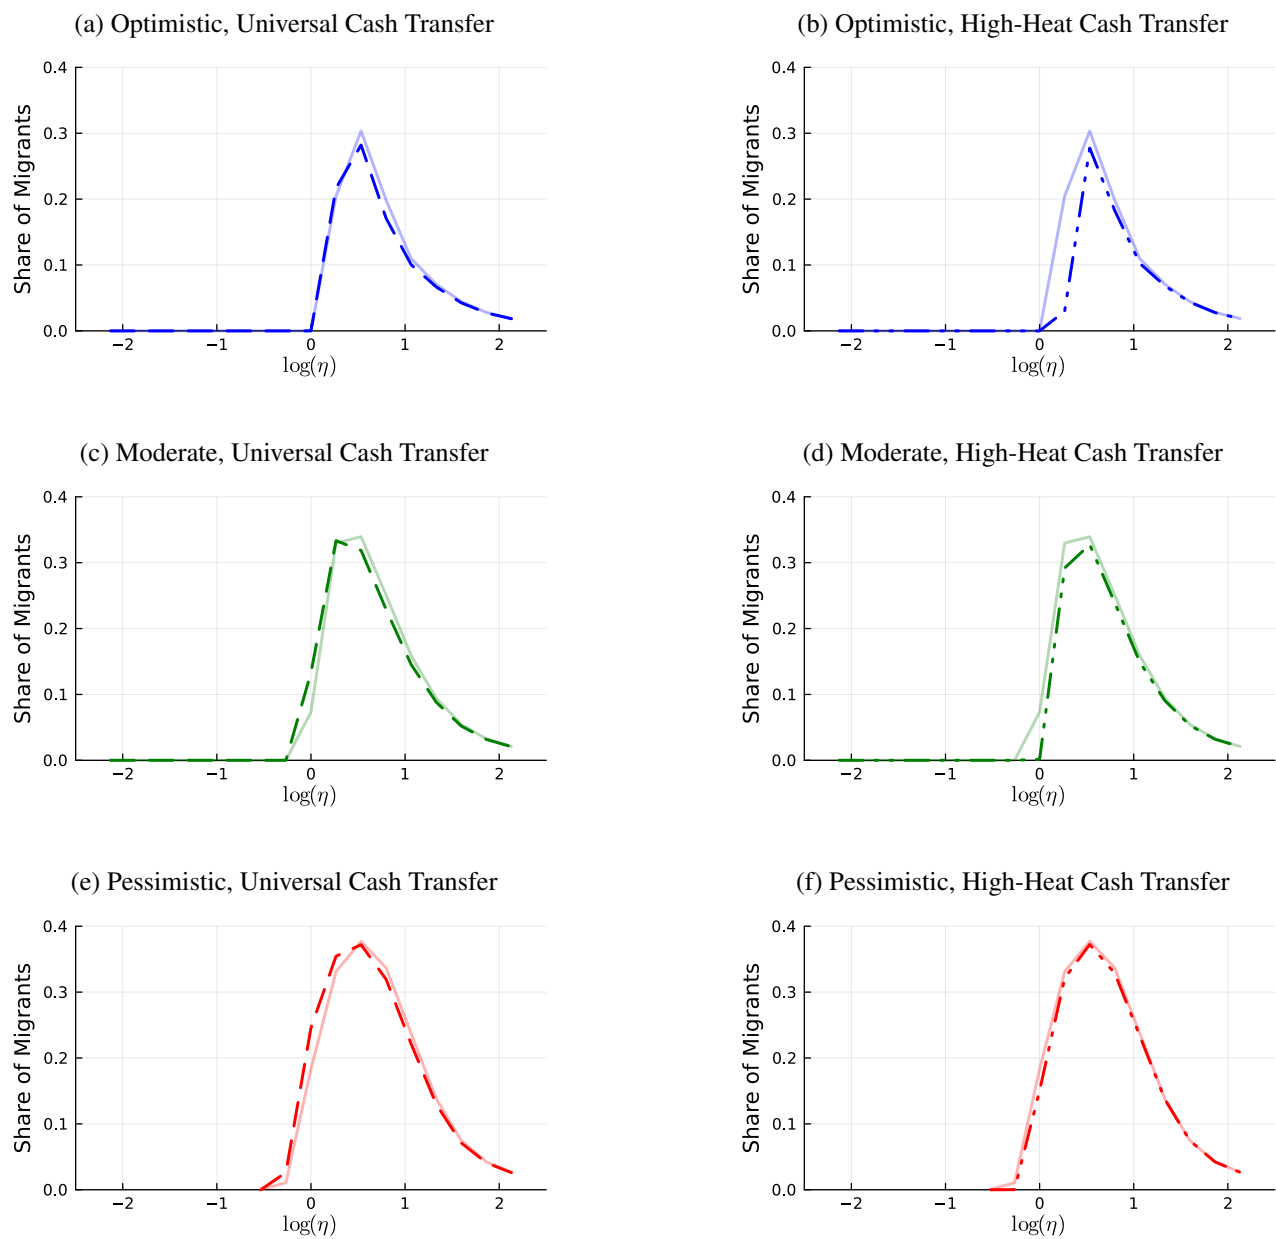 (a) Optimistic, Universal Cash Transfer
0.4
0.3
0.2
0.1
0.0
Share of Migrants
−2 −1 0 1 2
log(η)
(b) Optimistic, High-Heat Cash Transfer
0.4
0.3
0.2
0.1
0.0
Share of Migrants
−2 −1 0 1 2
log(η)
(c) Moderate, Universal Cash Transfer
0.4
0.3
0.2
0.1
0.0
Share of Migrants
−2 −1 0 1 2
log(η)
(d) Moderate, High-Heat Cash Transfer
0.4
0.3
0.2
0.1
0.0
Share of Migrants
−2 −1 0 1 2
log(η)
(e) Pessimistic, Universal Cash Transfer
0.4
0.3
0.2
0.1
0.0
Share of Migrants
−2 −1 0 1 2
log(η)
(f) Pessimistic, High-Heat Cash Transfer
0.4
0.3
0.2
0.1
0.0
Share of Migrants
−2 −1 0 1 2
log(η)